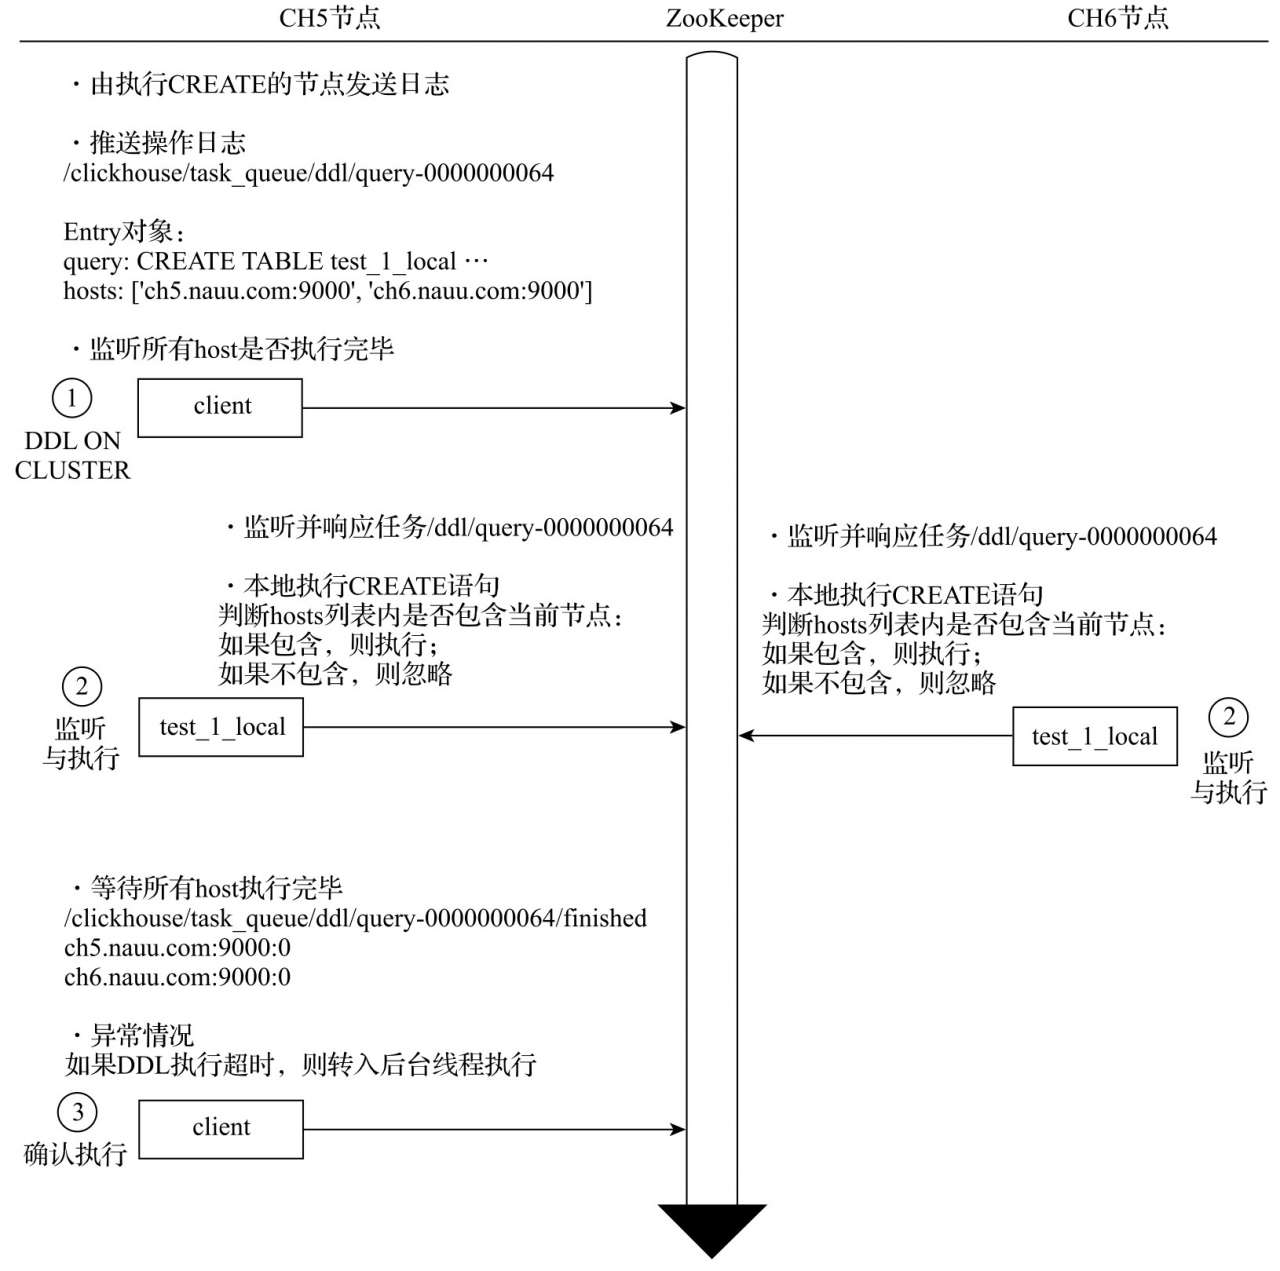 CH5节点
ZooKeeper
CH6节点
·由执行CREATE的节点发送日志
·推送操作日志
/clickhouse/task_queue/ddl/query-0000000064
Entry对象：
query: CREATE TABLE test_1_local …
hosts: ['ch5.nauu.com:9000', 'ch6.nauu.com:9000']
·监听所有host是否执行完毕
①
client
DDL ON
CLUSTER
·监听并响应任务/ddl/query-0000000064
·本地执行CREATE语句
判断hosts列表内是否包含当前节点：
如果包含，则执行；
如果不包含，则忽略
②
test_1_local
监听
与执行
·监听并响应任务/ddl/query-0000000064
·本地执行CREATE语句
判断hosts列表内是否包含当前节点：
如果包含，则执行；
如果不包含，则忽略
test_1_local
②
监听
与执行
·等待所有host执行完毕
/clickhouse/task_queue/ddl/query-0000000064/finished
ch5.nauu.com:9000:0
ch6.nauu.com:9000:0
·异常情况
如果DDL执行超时，则转入后台线程执行
③
client
确认执行